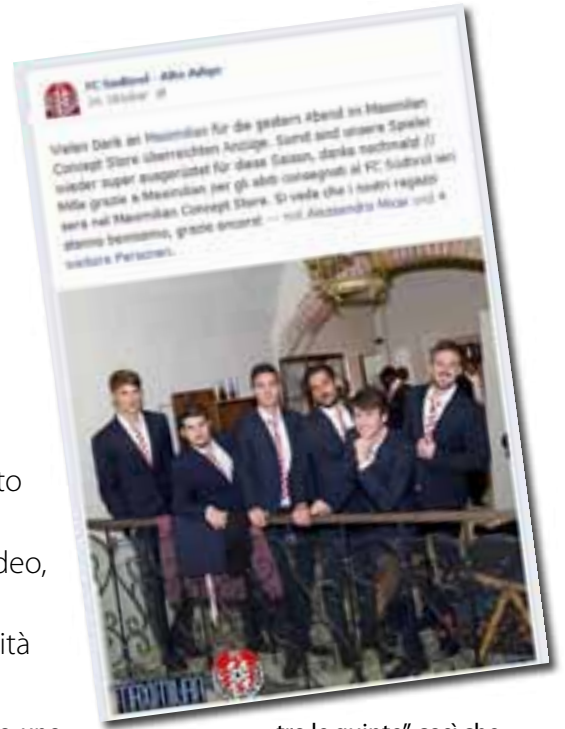 FC Südtirol - Alto Adige
24. Oktober
Vielen Dank an Maximilian für die gestern Abend im Maximilian
Concept Store überreichten Anzüge. Somit sind unsere Spieler
wieder super ausgerüstet für diese Saison, danke nochmals! //
Mille grazie a Maximilian per gli abiti consegnati al FC Südtirol ieri
sera nel Maximilian Concept Store. Si vede che i nostri ragazzi
stanno benissimo, grazie ancora! — mit Alessandro und 4
weitere Personen.
to
deo,
ità
tre le quinte" così che